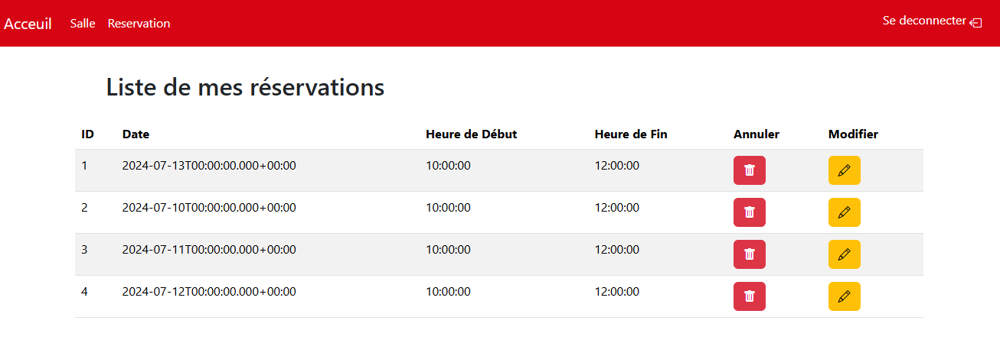 Acceuil Salle Reservation Se deconnecter
Liste de mes réservations
ID Date Heure de Début Heure de Fin Annuler Modifier
1 2024-07-13T00:00:00.000+00:00 10:00:00 12:00:00
2 2024-07-10T00:00:00.000+00:00 10:00:00 12:00:00
3 2024-07-11T00:00:00.000+00:00 10:00:00 12:00:00
4 2024-07-12T00:00:00.000+00:00 10:00:00 12:00:00